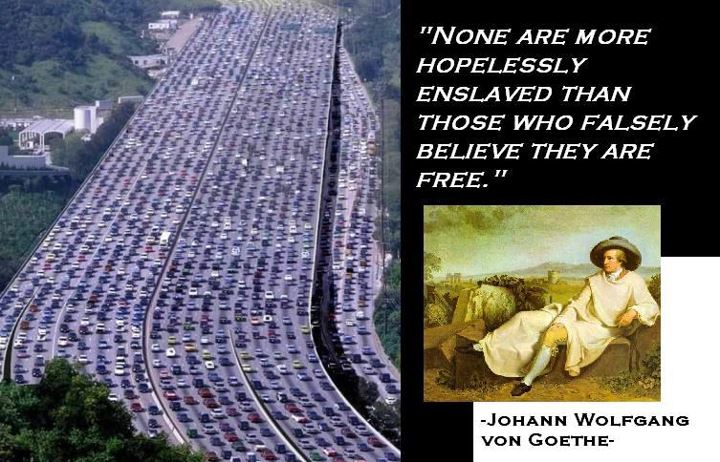 "NONE ARE MORE
HOPELESSLY
ENSLAVED THAN
THOSE WHO FALSELY
BELIEVE THEY ARE
FREE."
-JOHANN WOLFGANG
VON GOETHE-